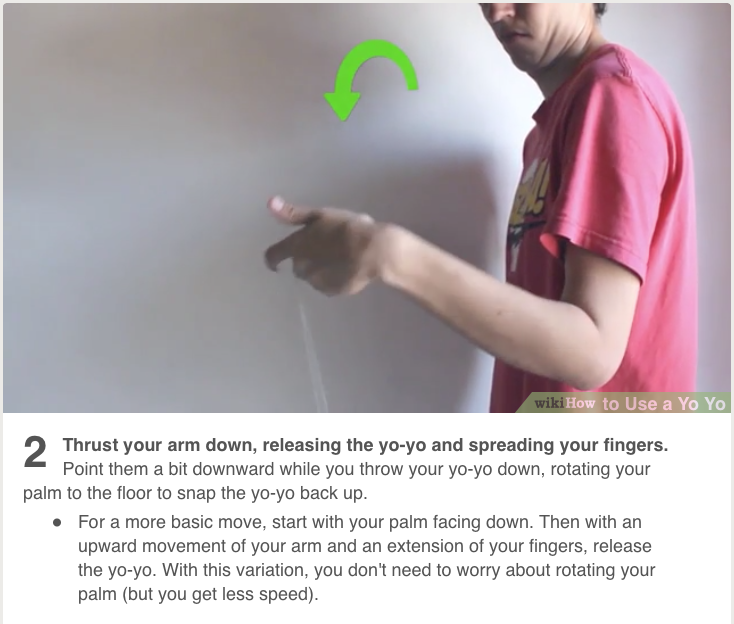 wikiHow to Use a Yo Yo
2 Thrust your arm down, releasing the yo-yo and spreading your fingers.
Point them a bit downward while you throw your yo-yo down, rotating your
palm to the floor to snap the yo-yo back up.
• For a more basic move, start with your palm facing down. Then with an
upward movement of your arm and an extension of your fingers, release
the yo-yo. With this variation, you don't need to worry about rotating your
palm (but you get less speed).